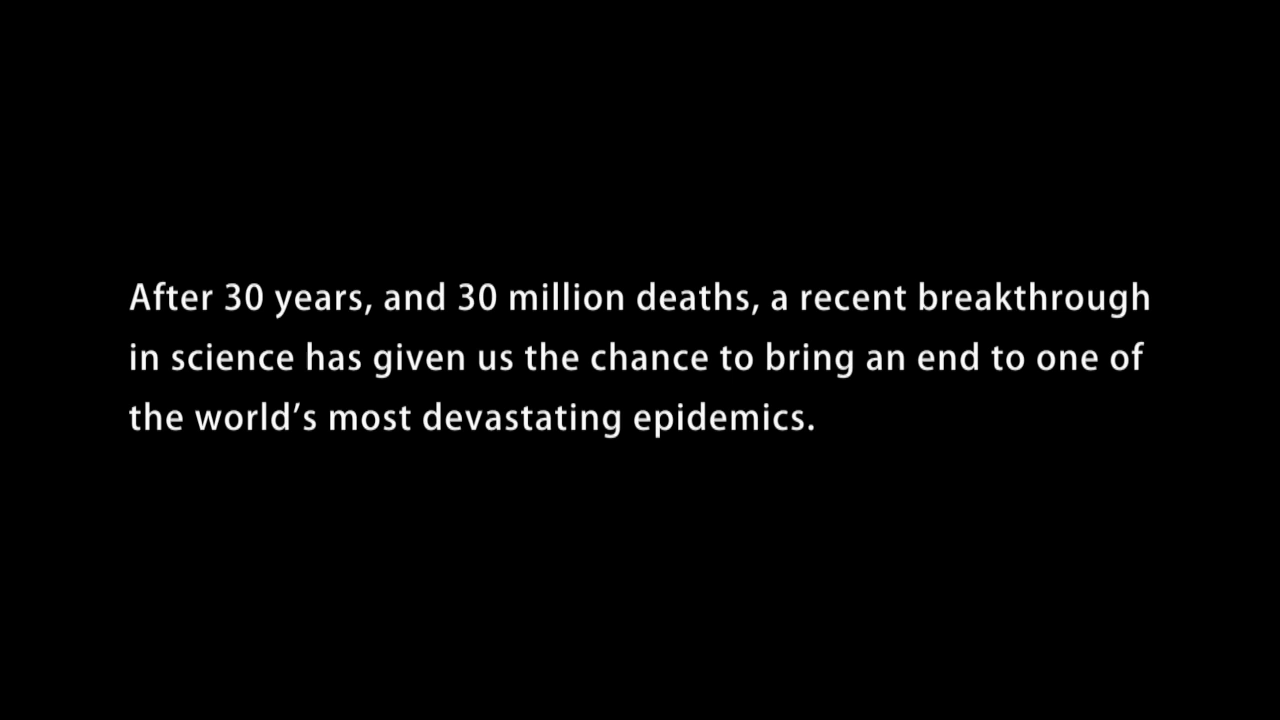 After 30 years, and 30 million deaths, a recent breakthrough
in science has given us the chance to bring an end to one of
the world’s most devastating epidemics.